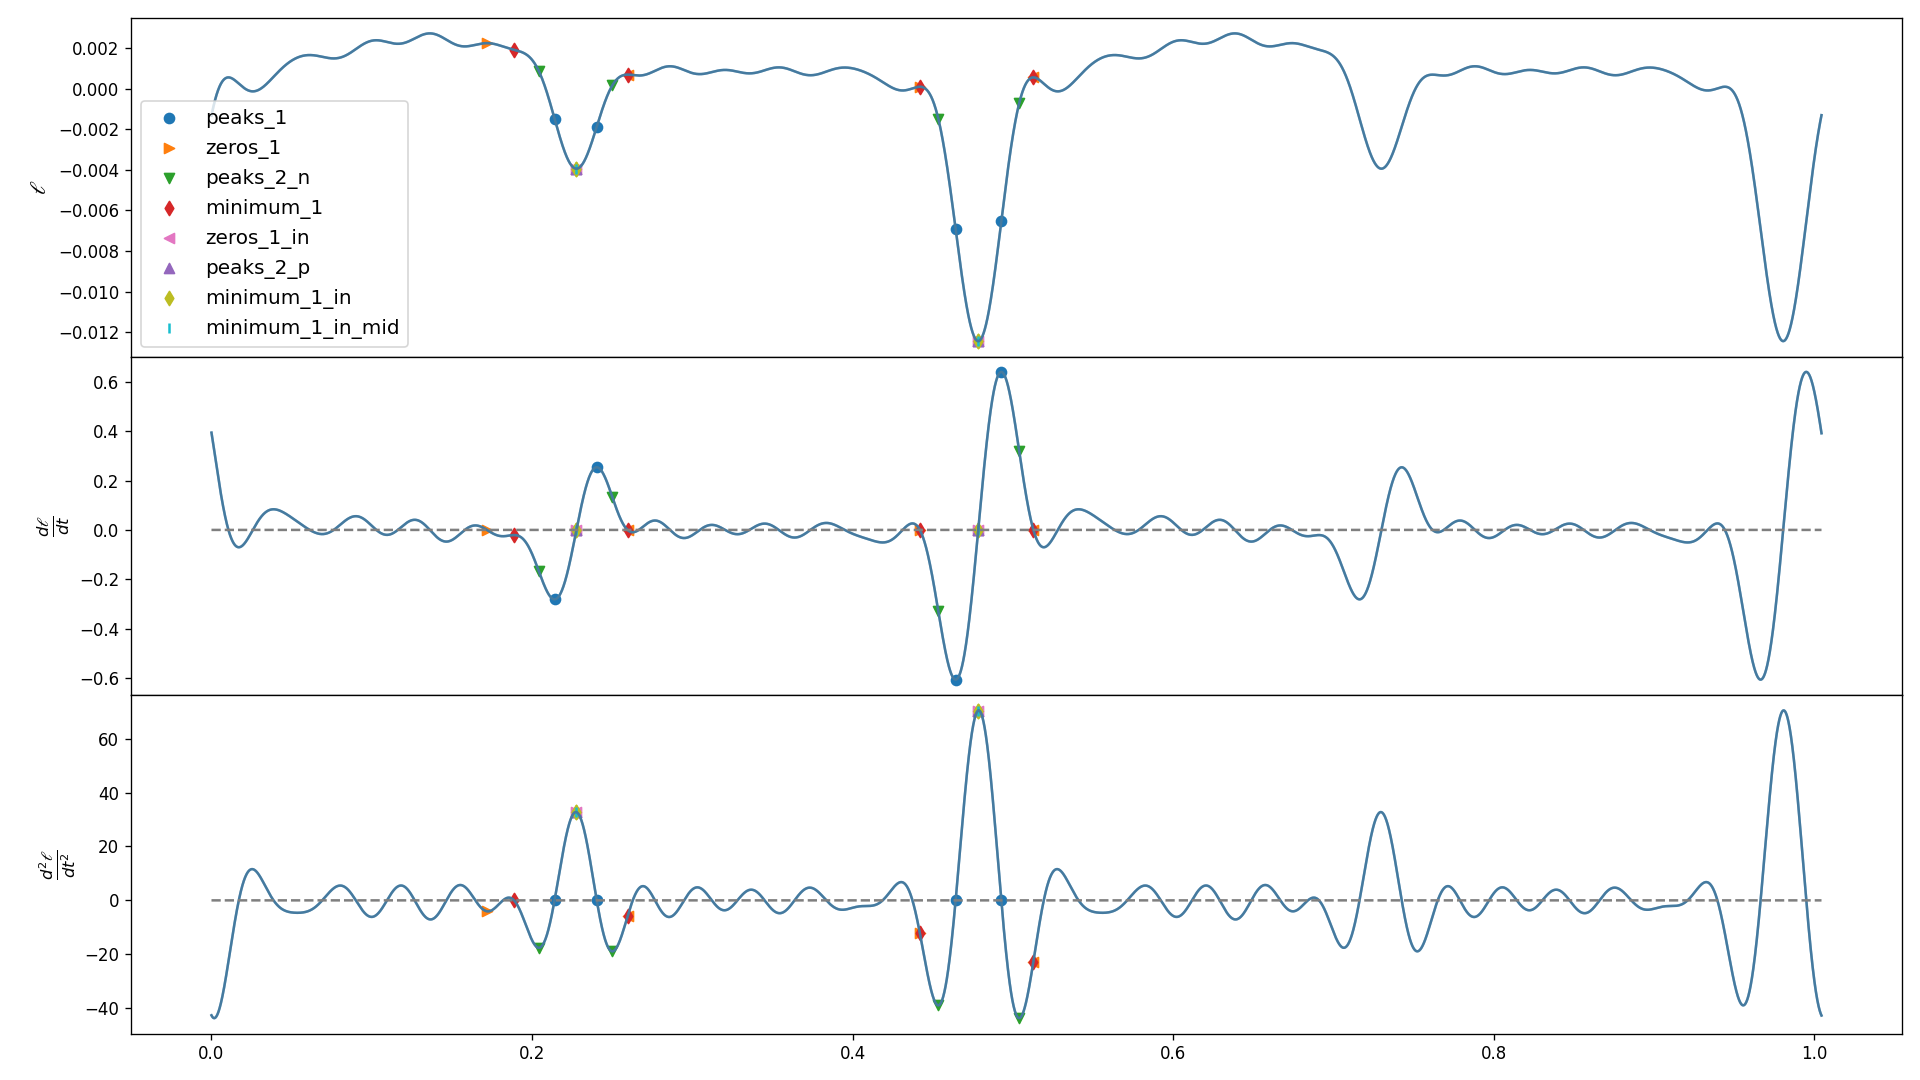 0.002
0.000
−0.002
−0.004
−0.006
−0.008
−0.010
−0.012
ℓ
peaks_1
zeros_1
peaks_2_n
minimum_1
zeros_1_in
peaks_2_p
minimum_1_in
minimum_1_in_mid
0.6
0.4
0.2
0.0
−0.2
−0.4
−0.6
dℓ
dt
60
40
20
0
−20
−40
d²ℓ
dt²
0.0 0.2 0.4 0.6 0.8 1.0